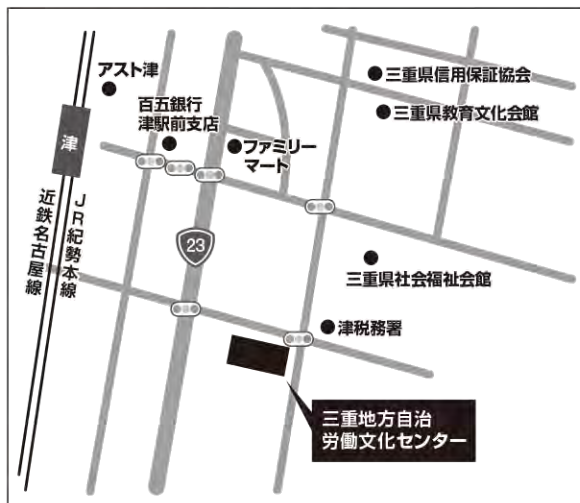 アスト津
三重県信用保証協会
百五銀行
津駅前支店
三重県教育文化会館
ファミリー
マート
津
23
近鉄名古屋線
JR紀勢本線
三重県社会福祉会館
津税務署
三重地方自治
労働文化センター